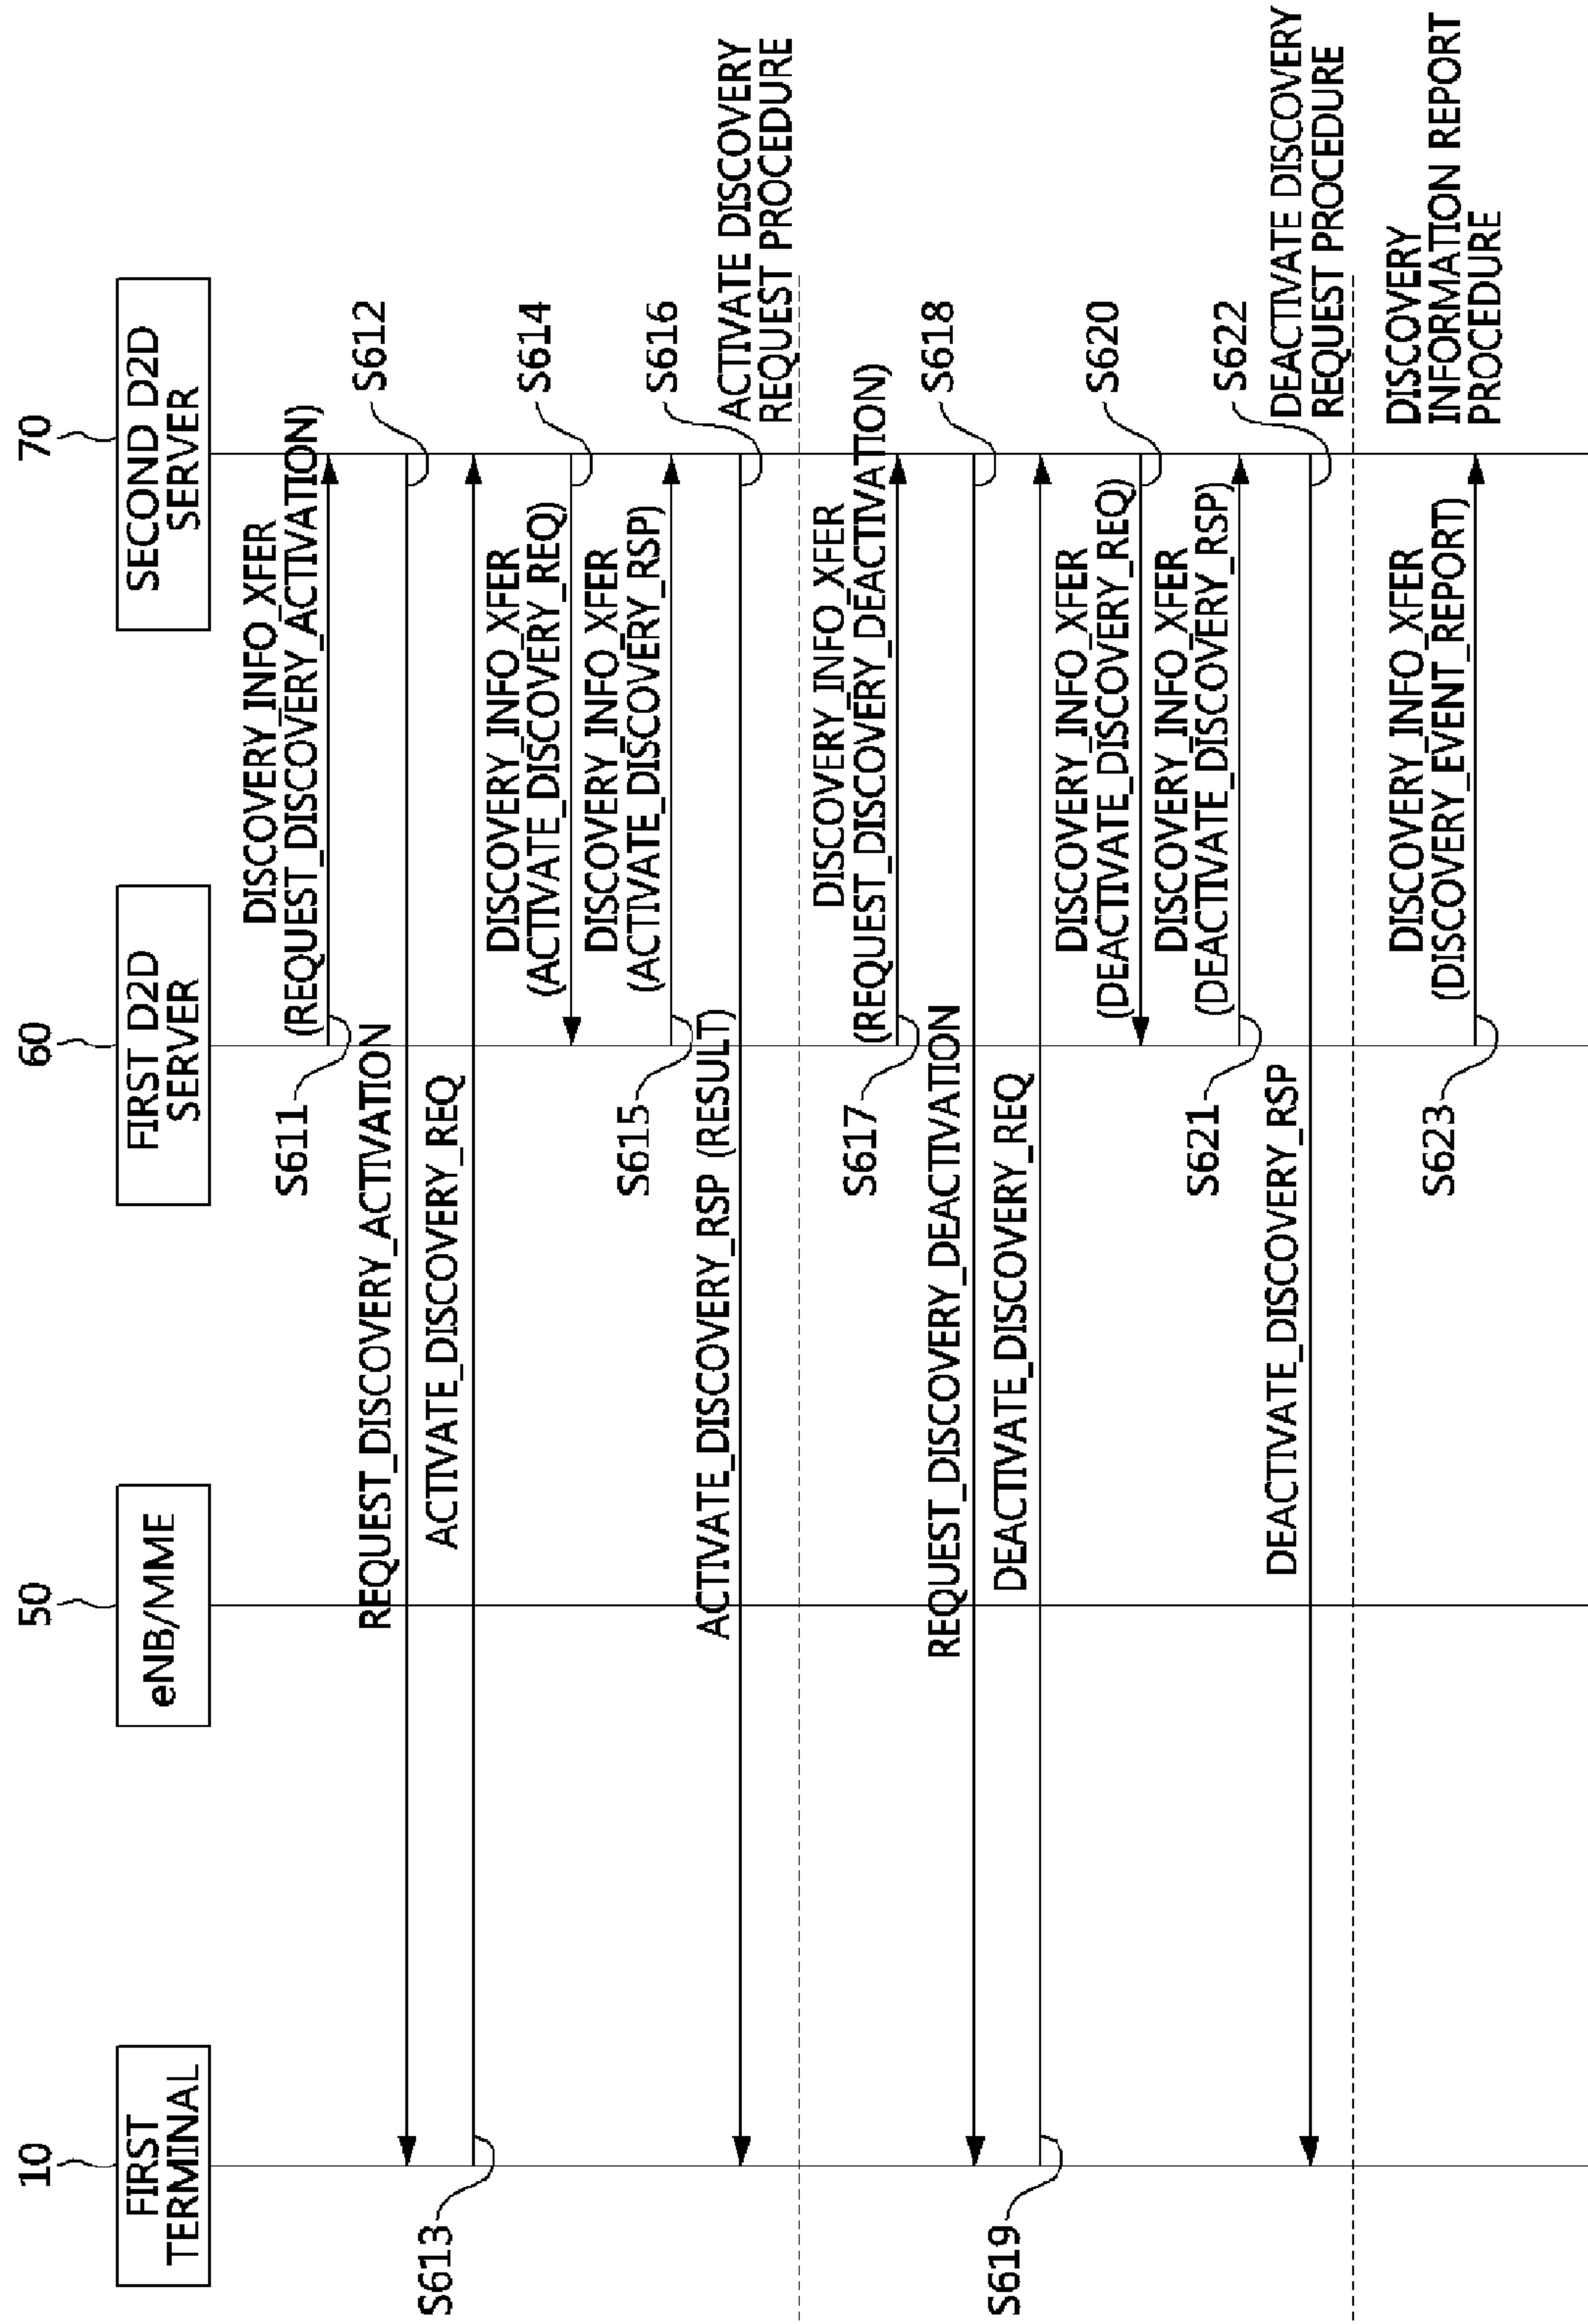 10
50
60
70
FIRST
TERMINAL
eNB/MME
FIRST D2D
SERVER
SECOND D2D
SERVER
DISCOVERY_INFO_XFER
(REQUEST_DISCOVERY_ACTIVATION)
S611
REQUEST_DISCOVERY_ACTIVATION
S612
ACTIVATE_DISCOVERY_REQ
S613
DISCOVERY_INFO_XFER
(ACTIVATE_DISCOVERY_REQ)
S614
DISCOVERY_INFO_XFER
(ACTIVATE_DISCOVERY_RSP)
S615
ACTIVATE_DISCOVERY_RSP (RESULT)
S616
ACTIVATE DISCOVERY
REQUEST PROCEDURE
DISCOVERY_INFO_XFER
(REQUEST_DISCOVERY_DEACTIVATION)
S617
REQUEST_DISCOVERY_DEACTIVATION
S618
DEACTIVATE_DISCOVERY_REQ
S619
DISCOVERY_INFO_XFER
(DEACTIVATE_DISCOVERY_REQ)
S620
DISCOVERY_INFO_XFER
(DEACTIVATE_DISCOVERY_RSP)
S621
DEACTIVATE_DISCOVERY_RSP
S622
DEACTIVATE DISCOVERY
REQUEST PROCEDURE
DISCOVERY_INFO_XFER
(DISCOVERY_EVENT_REPORT)
S623
DISCOVERY
INFORMATION REPORT
PROCEDURE